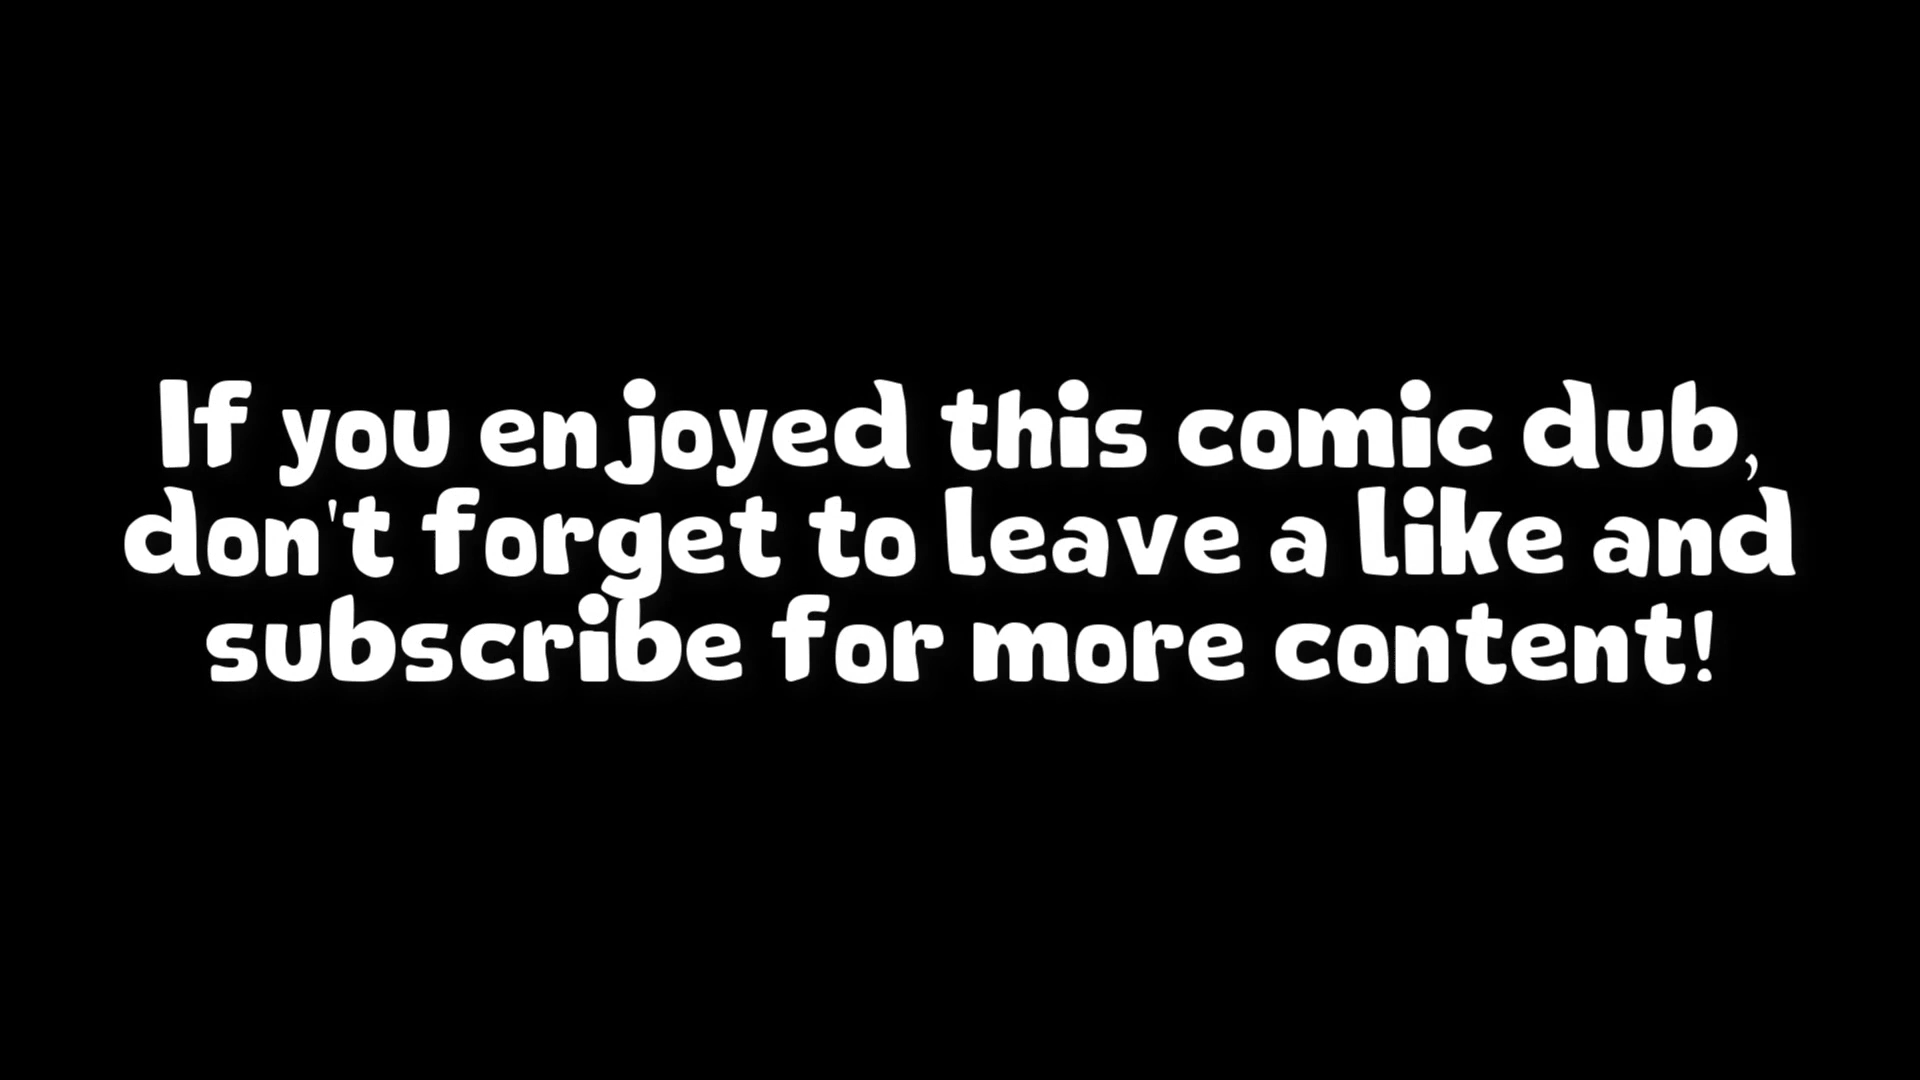 If you enjoyed this comic dub,
don't forget to leave a like and
subscribe for more content!